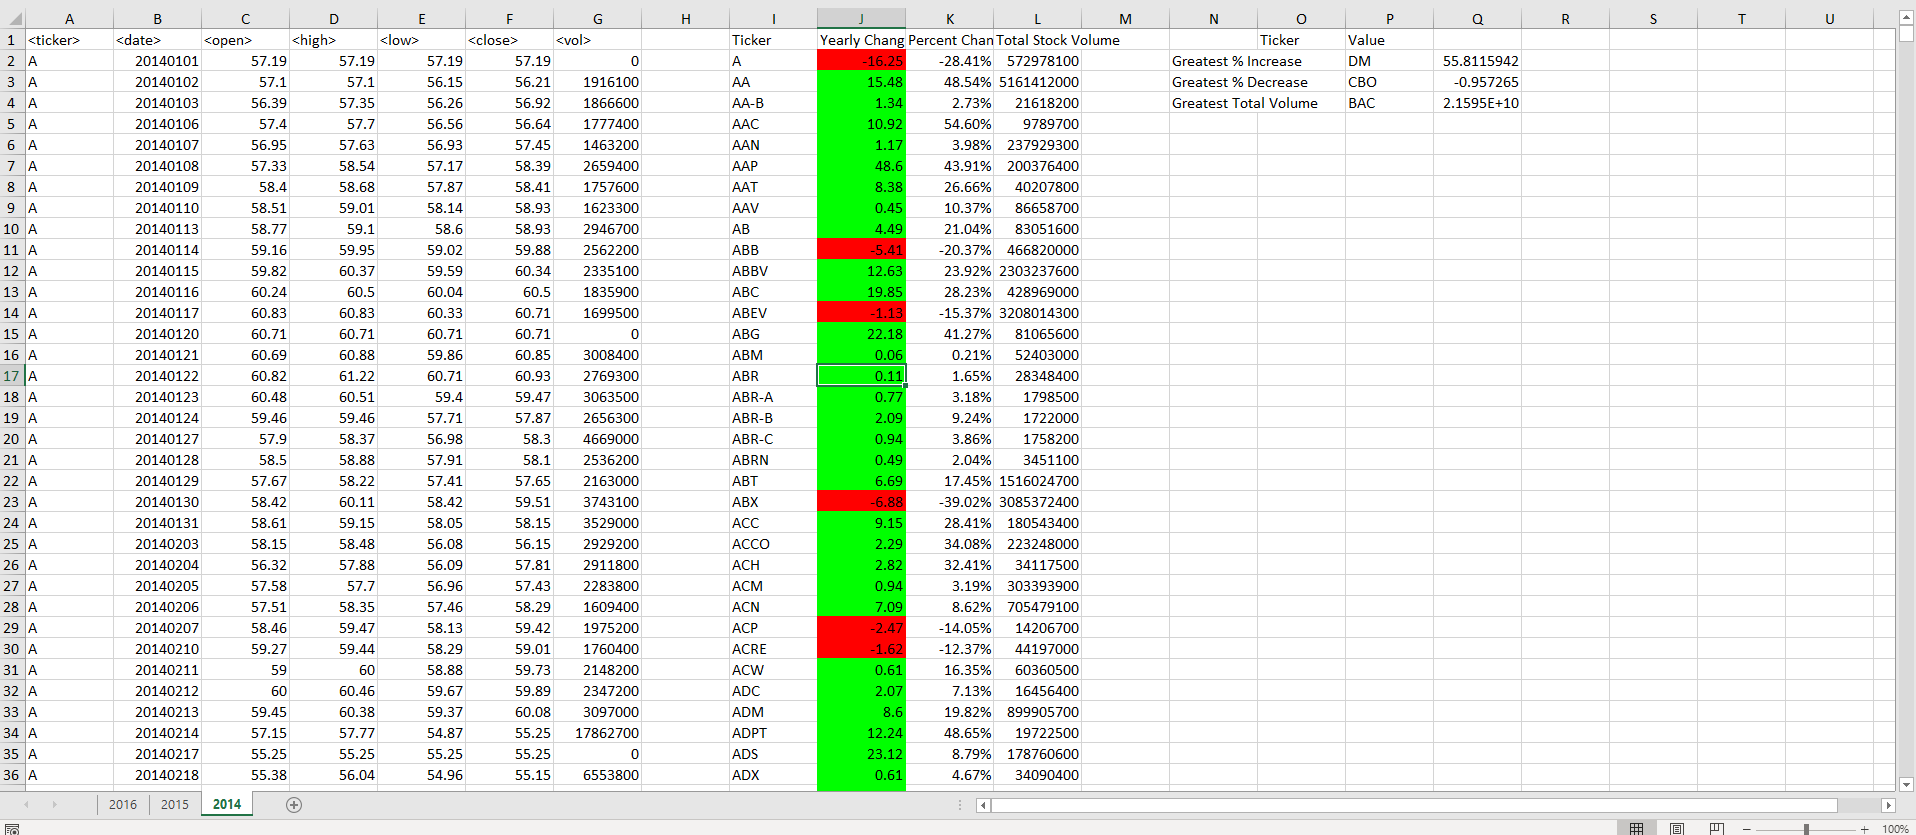 A B C D E F G H I J K L M N O P Q R S T U
1 <ticker> <date> <open> <high> <low> <close> <vol> Ticker Yearly Chang Percent Chan Total Stock Volume Ticker Value
2 A 20140101 57.19 57.19 57.19 57.19 0 A -16.25 -28.41% 572978100 Greatest % Increase DM 55.8115942
3 A 20140102 57.1 57.1 56.15 56.21 1916100 AA 15.48 48.54% 5161412000 Greatest % Decrease CBO -0.957265
4 A 20140103 56.39 57.35 56.26 56.92 1866600 AA-B 1.34 2.73% 21618200 Greatest Total Volume BAC 2.1595E+10
5 A 20140106 57.4 57.7 56.56 56.64 1777400 AAC 10.92 54.60% 9789700
6 A 20140107 56.95 57.63 56.93 57.45 1463200 AAN 1.17 3.98% 237929300
7 A 20140108 57.33 58.54 57.17 58.39 2659400 AAP 48.6 43.91% 200376400
8 A 20140109 58.4 58.68 57.87 58.41 1757600 AAT 8.38 26.66% 40207800
9 A 20140110 58.51 59.01 58.14 58.93 1623300 AAV 0.45 10.37% 86658700
10 A 20140113 58.77 59.1 58.6 58.93 2946700 AB 4.49 21.04% 83051600
11 A 20140114 59.16 59.95 59.02 59.88 2562200 ABB -5.41 -20.37% 466820000
12 A 20140115 59.82 60.37 59.59 60.34 2335100 ABBV 12.63 23.92% 2303237600
13 A 20140116 60.24 60.5 60.04 60.5 1835900 ABC 19.85 28.23% 428969000
14 A 20140117 60.83 60.83 60.33 60.71 1699500 ABEV -1.13 -15.37% 3208014300
15 A 20140120 60.71 60.71 60.71 60.71 0 ABG 22.18 41.27% 81065600
16 A 20140121 60.69 60.88 59.86 60.85 3008400 ABM 0.06 0.21% 52403000
17 A 20140122 60.82 61.22 60.71 60.93 2769300 ABR 0.11 1.65% 28348400
18 A 20140123 60.48 60.51 59.4 59.47 3063500 ABR-A 0.77 3.18% 1798500
19 A 20140124 59.46 59.46 57.71 57.87 2656300 ABR-B 2.09 9.24% 1722000
20 A 20140127 57.9 58.37 56.98 58.3 4669000 ABR-C 0.94 3.86% 1758200
21 A 20140128 58.5 58.88 57.91 58.1 2536200 ABRN 0.49 2.04% 3451100
22 A 20140129 57.67 58.22 57.41 57.65 2163000 ABT 6.69 17.45% 1516024700
23 A 20140130 58.42 60.11 58.42 59.51 3743100 ABX -6.88 -39.02% 3085372400
24 A 20140131 58.61 59.15 58.05 58.15 3529000 ACC 9.15 28.41% 180543400
25 A 20140203 58.15 58.48 56.08 56.15 2929200 ACCO 2.29 34.08% 223248000
26 A 20140204 56.32 57.88 56.09 57.81 2911800 ACH 2.82 32.41% 34117500
27 A 20140205 57.58 57.7 56.96 57.43 2283800 ACM 0.94 3.19% 303393900
28 A 20140206 57.51 58.35 57.46 58.29 1609400 ACN 7.09 8.62% 705479100
29 A 20140207 58.46 59.47 58.13 59.42 1975200 ACP -2.47 -14.05% 14206700
30 A 20140210 59.27 59.44 58.29 59.01 1760400 ACRE -1.62 -12.37% 44197000
31 A 20140211 59 60 58.88 59.73 2148200 ACW 0.61 16.35% 60360500
32 A 20140212 60 60.46 59.67 59.89 2347200 ADC 2.07 7.13% 16456400
33 A 20140213 59.45 60.38 59.37 60.08 3097000 ADM 8.6 19.82% 899905700
34 A 20140214 57.15 57.77 54.87 55.25 17862700 ADPT 12.24 48.65% 19722500
35 A 20140217 55.25 55.25 55.25 55.25 0 ADS 23.12 8.79% 178760600
36 A 20140218 55.38 56.04 54.96 55.15 6553800 ADX 0.61 4.67% 34090400
2016 2015 2014
100%